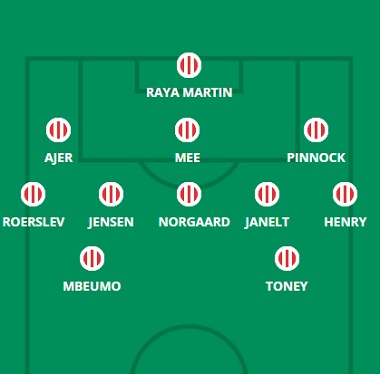 RAYA MARTIN
AJER MEE PINNOCK
ROERSLEV JENSEN NORGAARD JANELT HENRY
MBEUMO TONEY